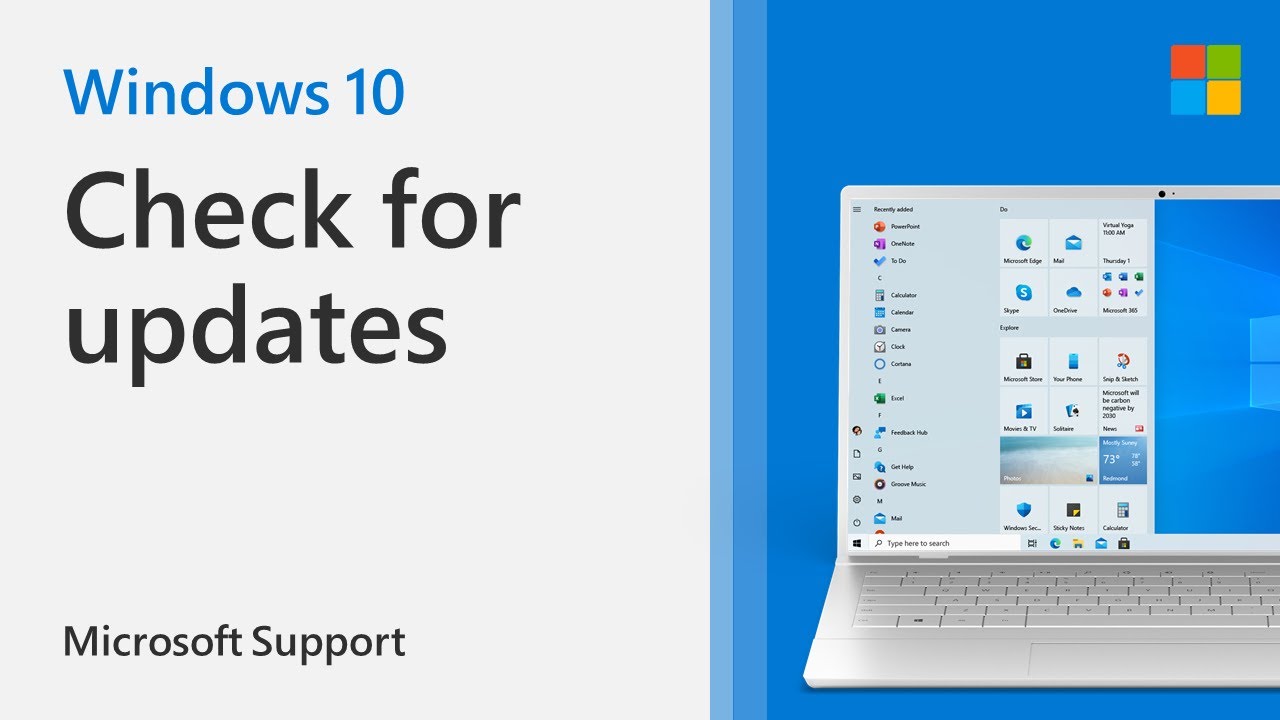 Windows 10
Check for
updates
Microsoft Support
Recently added
PowerPoint
OneNote
To Do
C
Calculator
Calendar
Camera
Clock
Cortana
E
Excel
F
Feedback Hub
G
Get Help
Groove Music
M
Mail
Type here to search
Do
Microsoft Edge
Mail
Virtual Yoga
11:00 AM
Thursday 1
Skype
OneDrive
Microsoft 365
Explore
Microsoft Store
Your Phone
Snip & Sketch
Movies & TV
Solitaire
Microsoft will
be carbon
negative by
2030
News
Photos
Mostly Sunny
73°
78°
58°
Redmond
Windows Sec...
Sticky Notes
Calculator